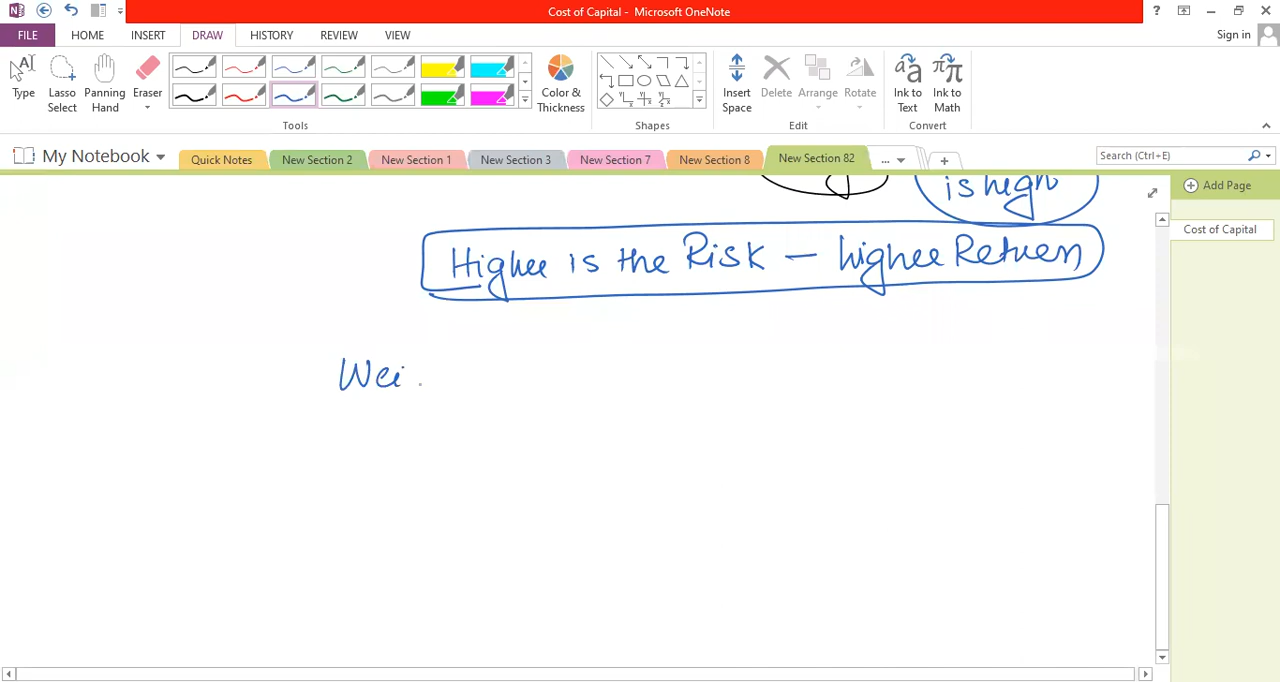 Cost of Capital - Microsoft OneNote
FILE HOME INSERT DRAW HISTORY REVIEW VIEW Sign in
Type Lasso Select Panning Hand Eraser Color & Thickness Insert Space Delete Arrange Rotate Ink to Text Ink to Math
Tools Shapes Edit Convert
My Notebook Quick Notes New Section 2 New Section 1 New Section 3 New Section 7 New Section 8 New Section 82 ... Search (Ctrl+E)
Add Page
Cost of Capital
is high
Higher is the Risk – higher Return
Wei